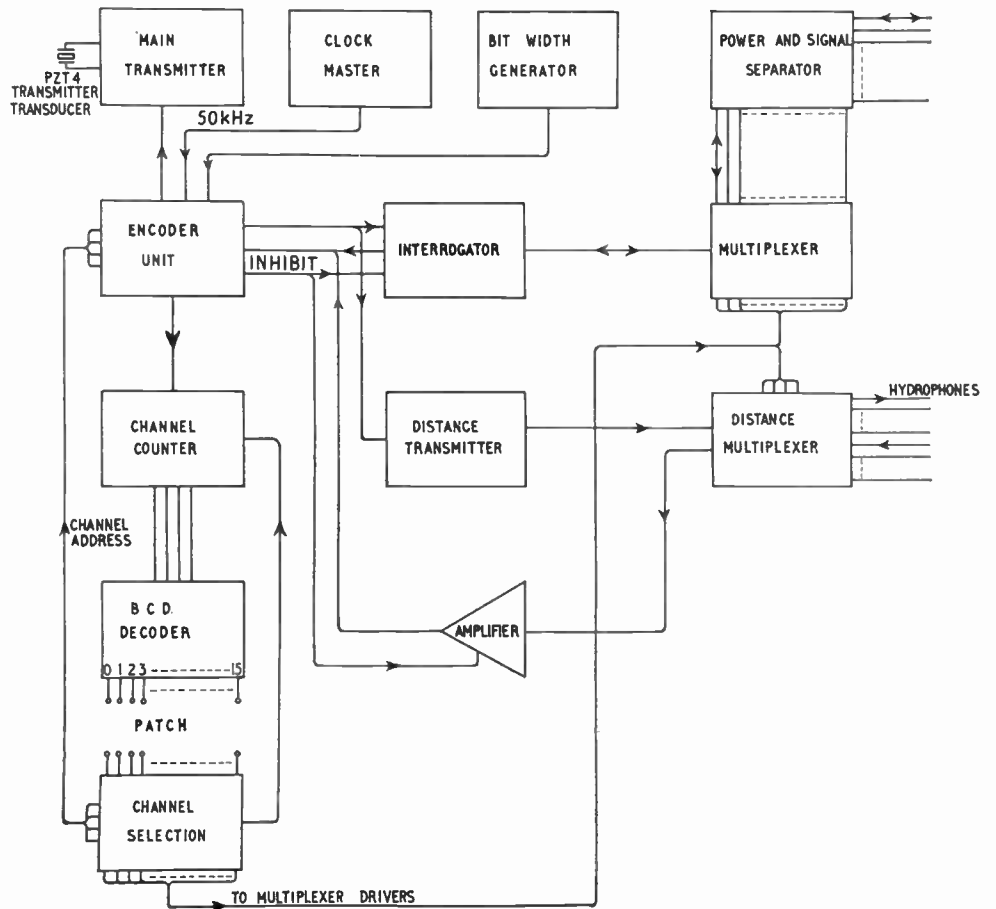 MAIN
TRANSMITTER
CLOCK
MASTER
BIT WIDTH
GENERATOR
POWER AND SIGNAL
SEPARATOR
PZT4
TRANSMITTER
TRANSDUCER
50kHz
ENCODER
UNIT
INHIBIT
INTERROGATOR
MULTIPLEXER
CHANNEL
COUNTER
DISTANCE
TRANSMITTER
DISTANCE
MULTIPLEXER
HYDROPHONES
CHANNEL
ADDRESS
B C D.
DECODER
0 1 2 3 15
AMPLIFIER
PATCH
CHANNEL
SELECTION
TO MULTIPLEXER DRIVERS